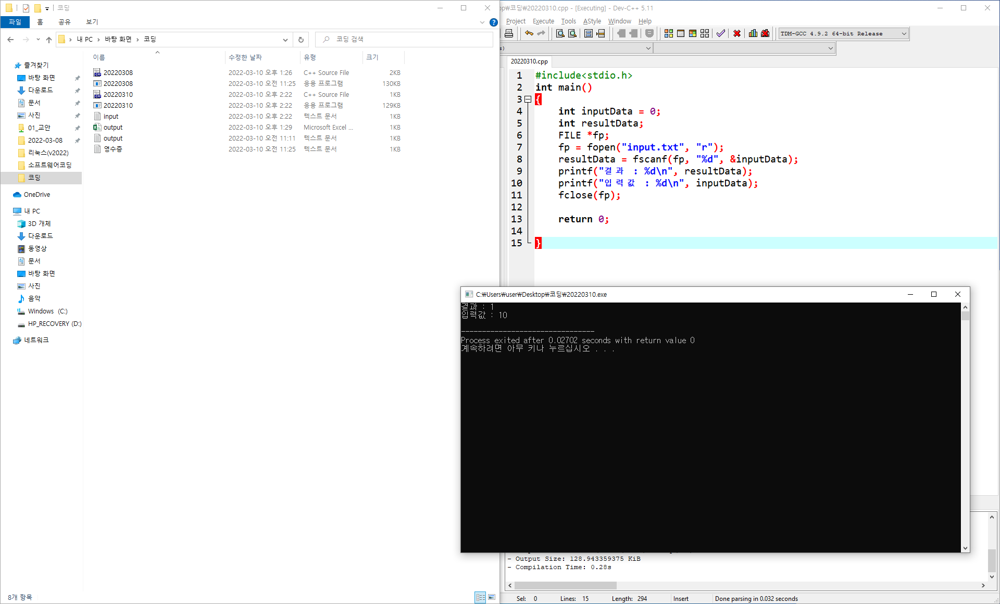 코딩
파일 홈 공유 보기
내 PC 바탕 화면 코딩
코딩 검색
이름 수정한 날짜 유형 크기
20220308 2022-03-10 오후 1:26 C++ Source File 2KB
20220308 2022-03-10 오전 11:25 응용 프로그램 130KB
20220310 2022-03-10 오후 2:22 C++ Source File 1KB
20220310 2022-03-10 오후 2:22 응용 프로그램 129KB
input 2022-03-10 오후 2:22 텍스트 문서 1KB
output 2022-03-10 오후 1:29 Microsoft Excel ... 1KB
output 2022-03-10 오전 11:11 텍스트 문서 1KB
영수증 2022-03-10 오전 11:25 텍스트 문서 1KB
즐겨찾기
바탕 화면
다운로드
문서
사진
01_교안
2022-03-08
리눅스(v2022)
소프트웨어코딩
코딩
OneDrive
내 PC
3D 개체
다운로드
동영상
문서
바탕 화면
사진
음악
Windows (C:)
HP_RECOVERY (D:)
네트워크
8개 항목
op₩코딩₩20220310.cpp - [Executing] - Dev-C++ 5.11
Project Execute Tools AStyle Window Help
TDM-GCC 4.9.2 64-bit Release
s)
20220310.cpp
1 #include<stdio.h>
2 int main()
3 {
4 int inputData = 0;
5 int resultData;
6 FILE *fp;
7 fp = fopen("input.txt", "r");
8 resultData = fscanf(fp, "%d", &inputData);
9 printf("결과 : %d\n", resultData);
10 printf("입력값 : %d\n", inputData);
11 fclose(fp);
12
13 return 0;
14
15 }
C:₩Users₩user₩Desktop₩코딩₩20220310.exe
결과 : 1
입력값 : 10
--------------------------------
Process exited after 0.02702 seconds with return value 0
계속하려면 아무 키나 누르십시오 . . .
- Output Size: 128.943359375 KiB
- Compilation Time: 0.28s
Sel: 0 Lines: 15 Length: 294 Insert Done parsing in 0.032 seconds